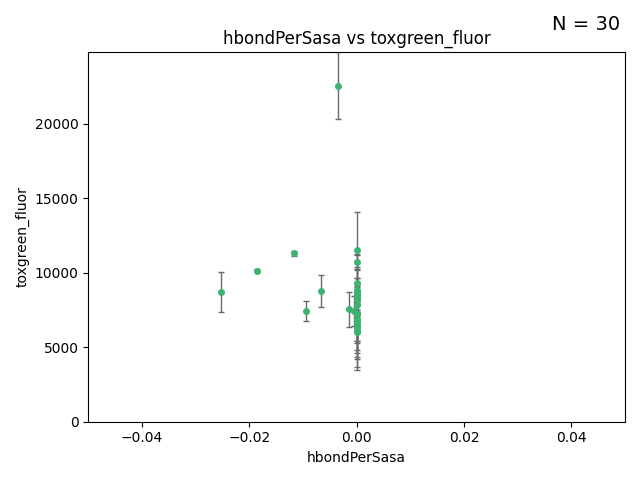 N = 30
hbondPerSasa vs toxgreen_fluor
toxgreen_fluor
20000
15000
10000
5000
0
−0.04
−0.02
0.00
0.02
0.04
hbondPerSasa